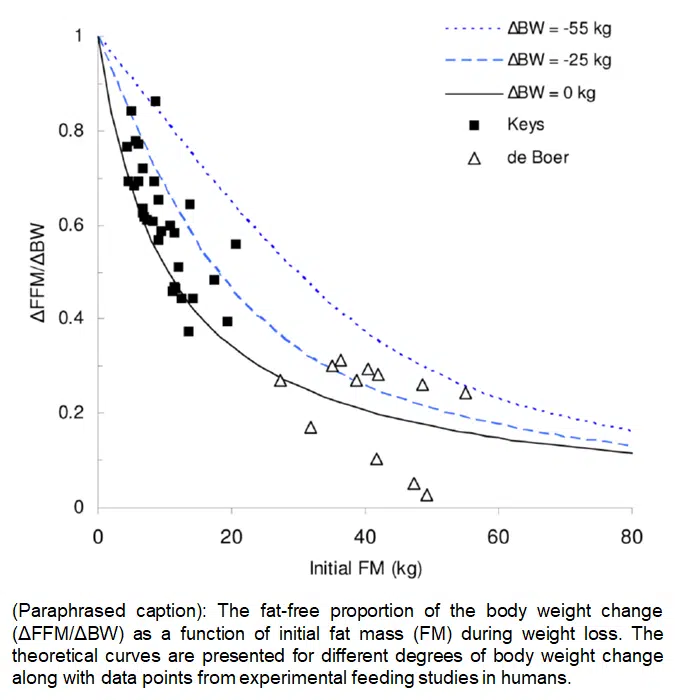 ΔBW = -55 kg
ΔBW = -25 kg
ΔBW = 0 kg
Keys
de Boer
1
0.8
0.6
0.4
0.2
0
ΔFFM/ΔBW
0 20 40 60 80
Initial FM (kg)
(Paraphrased caption): The fat-free proportion of the body weight change
(ΔFFM/ΔBW) as a function of initial fat mass (FM) during weight loss. The
theoretical curves are presented for different degrees of body weight change
along with data points from experimental feeding studies in humans.